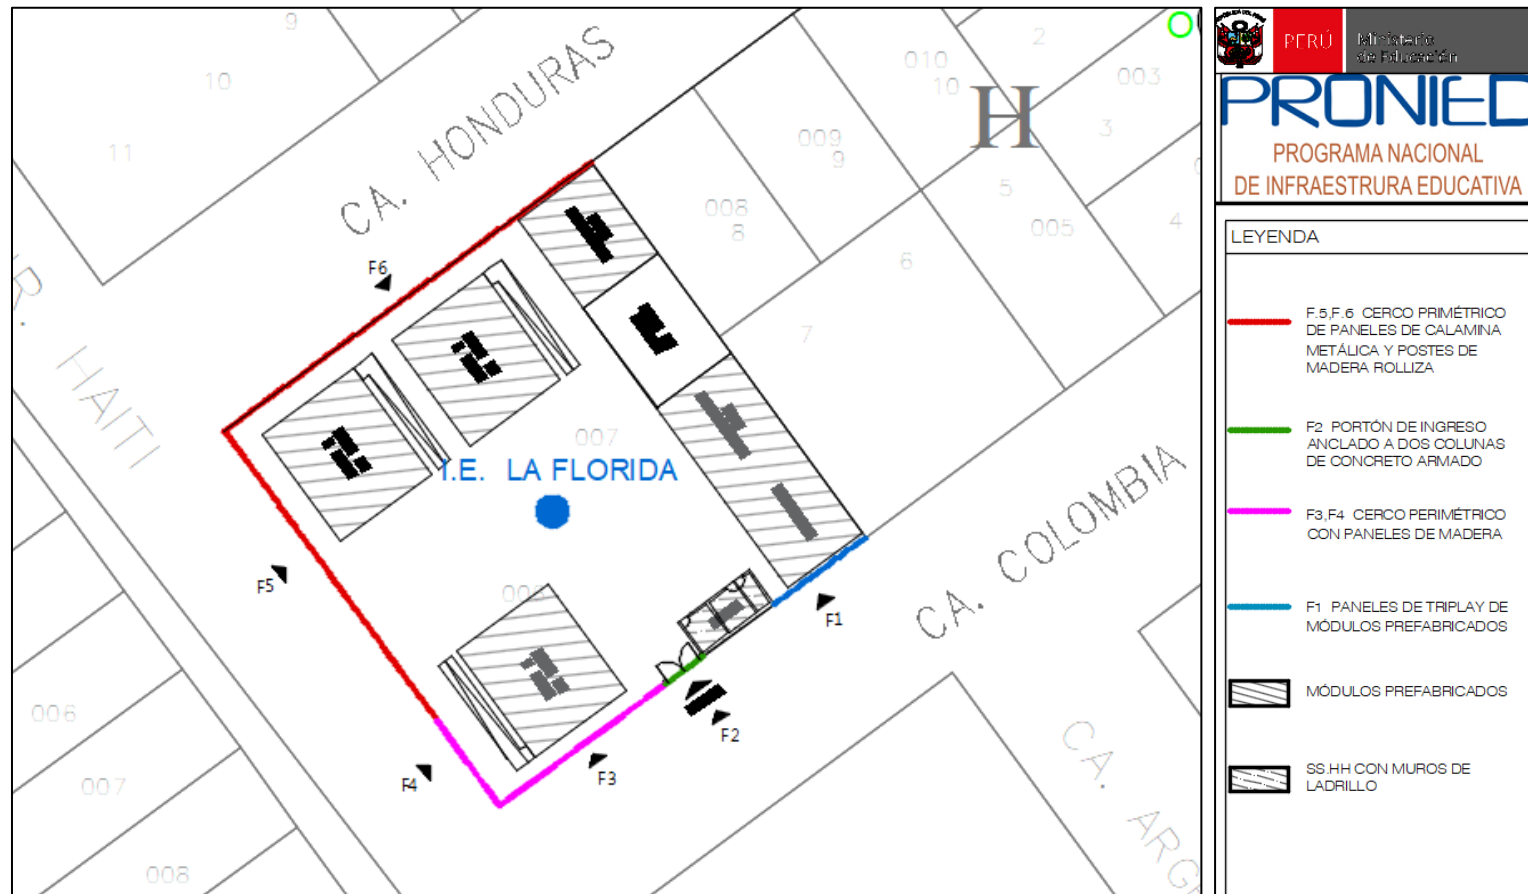 9
10
11
CA. HONDURAS
2
010
10
003
3
H
009
9
008
8
5
005
4
6
7
F6
HAITI
007
I.E. LA FLORIDA
F5
F1
CA. COLOMBIA
F2
F3
F4
006
007
008
CA. ARGE
PERÚ
Ministerio
de Educación
PRONIED
PROGRAMA NACIONAL
DE INFRAESTRURA EDUCATIVA
LEYENDA
F.5,F.6 CERCO PRIMÉTRICO
DE PANELES DE CALAMINA
METÁLICA Y POSTES DE
MADERA ROLLIZA
F2 PORTÓN DE INGRESO
ANCLADO A DOS COLUNAS
DE CONCRETO ARMADO
F3,F4 CERCO PERIMÉTRICO
CON PANELES DE MADERA
F1 PANELES DE TRIPLAY DE
MÓDULOS PREFABRICADOS
MÓDULOS PREFABRICADOS
SS.HH CON MUROS DE
LADRILLO